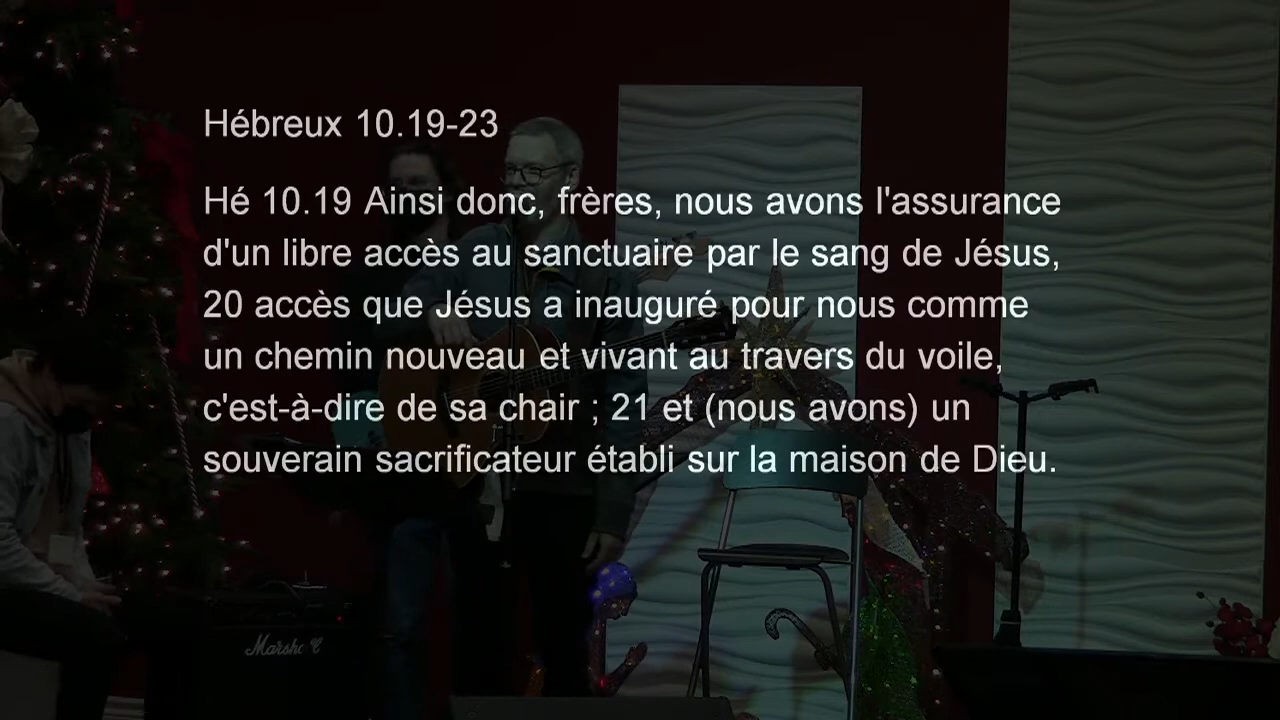 Hébreux 10.19-23
Hé 10.19 Ainsi donc, frères, nous avons l'assurance
d'un libre accès au sanctuaire par le sang de Jésus,
20 accès que Jésus a inauguré pour nous comme
un chemin nouveau et vivant au travers du voile,
c'est-à-dire de sa chair ; 21 et (nous avons) un
souverain sacrificateur établi sur la maison de Dieu.
Marshall